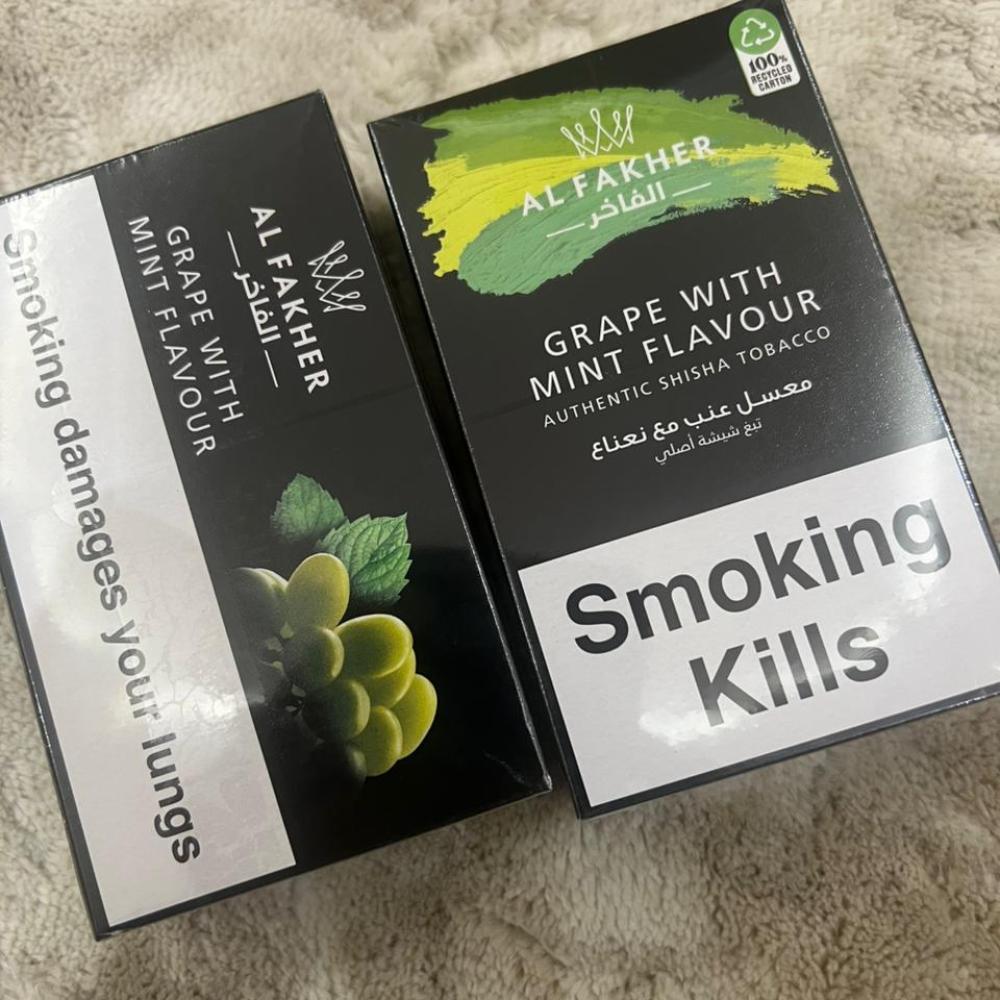 AL FAKHER
الفاخر
GRAPE WITH
MINT FLAVOUR
Smoking damages your lungs
100%
RECYCLED
CARTON
AL FAKHER
الفاخر
GRAPE WITH
MINT FLAVOUR
AUTHENTIC SHISHA TOBACCO
معسل عنب مع نعناع
تبغ شيشة أصلي
Smoking
Kills